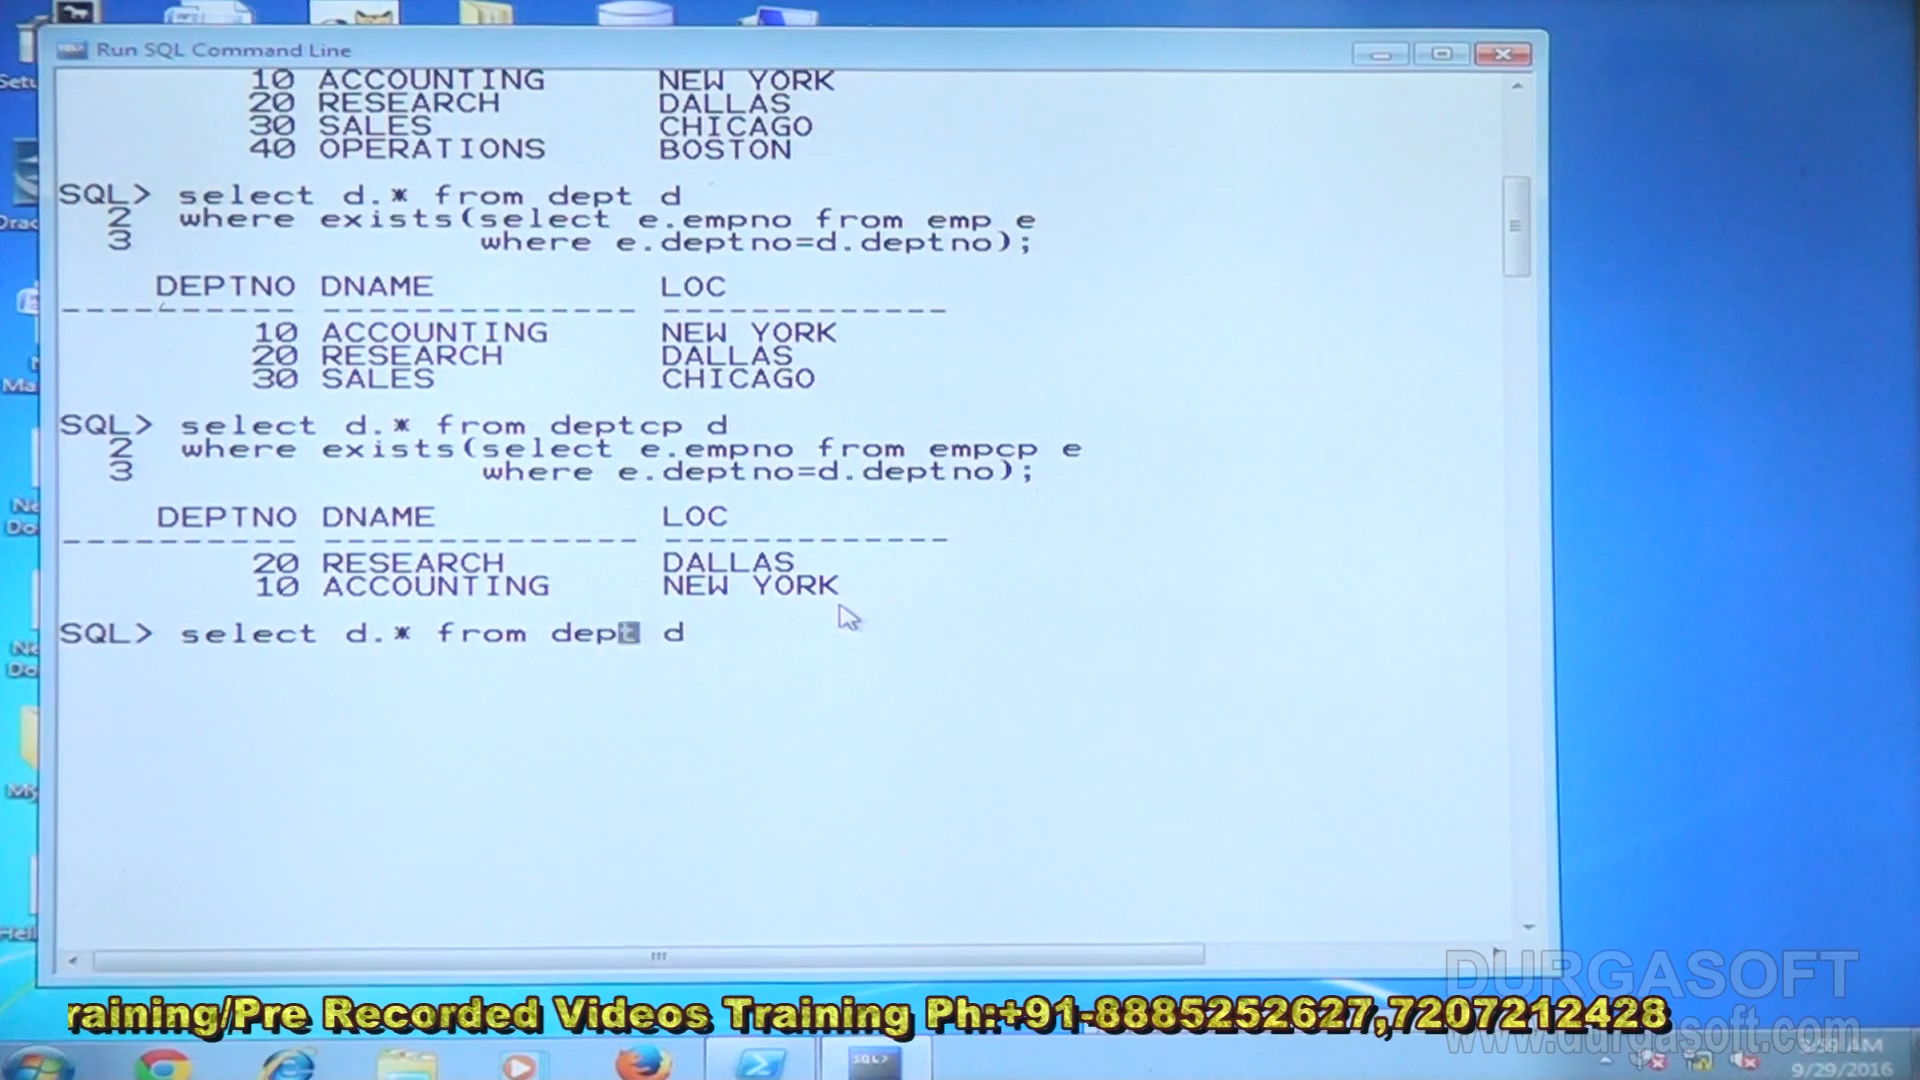 Run SQL Command Line
10 ACCOUNTING NEW YORK
20 RESEARCH DALLAS
30 SALES CHICAGO
40 OPERATIONS BOSTON
SQL> select d.* from dept d
2 where exists(select e.empno from emp e
3 where e.deptno=d.deptno);
DEPTNO DNAME LOC
---------- -------------- -------------
10 ACCOUNTING NEW YORK
20 RESEARCH DALLAS
30 SALES CHICAGO
SQL> select d.* from deptcp d
2 where exists(select e.empno from empcp e
3 where e.deptno=d.deptno);
DEPTNO DNAME LOC
---------- -------------- -------------
20 RESEARCH DALLAS
10 ACCOUNTING NEW YORK
SQL> select d.* from dept d
DURGASOFT
raining/Pre Recorded Videos Training Ph:+91-8885252627,7207212428
www.durgasoft.com
SQL>
9/29/2016